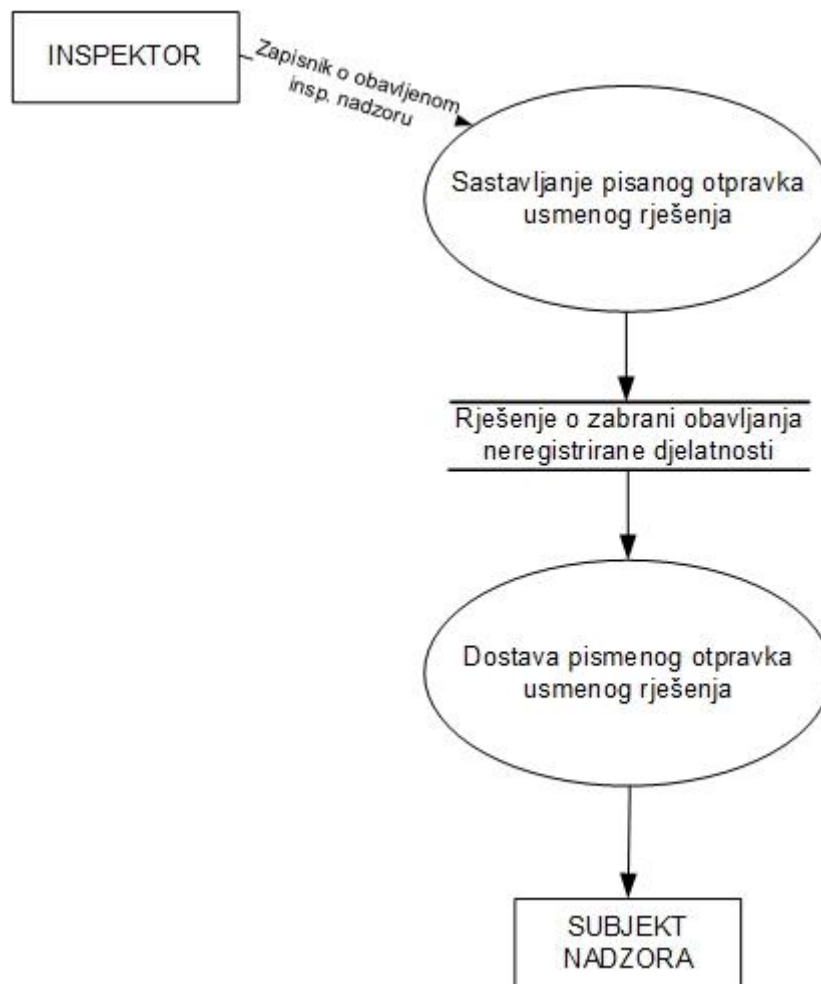 INSPEKTOR
Zapisnik o obavljenom
insp. nadzoru
Sastavljanje pisanog otpravka
usmenog rješenja
Rješenje o zabrani obavljanja
neregistrirane djelatnosti
Dostava pismenog otpravka
usmenog rješenja
SUBJEKT
NADZORA